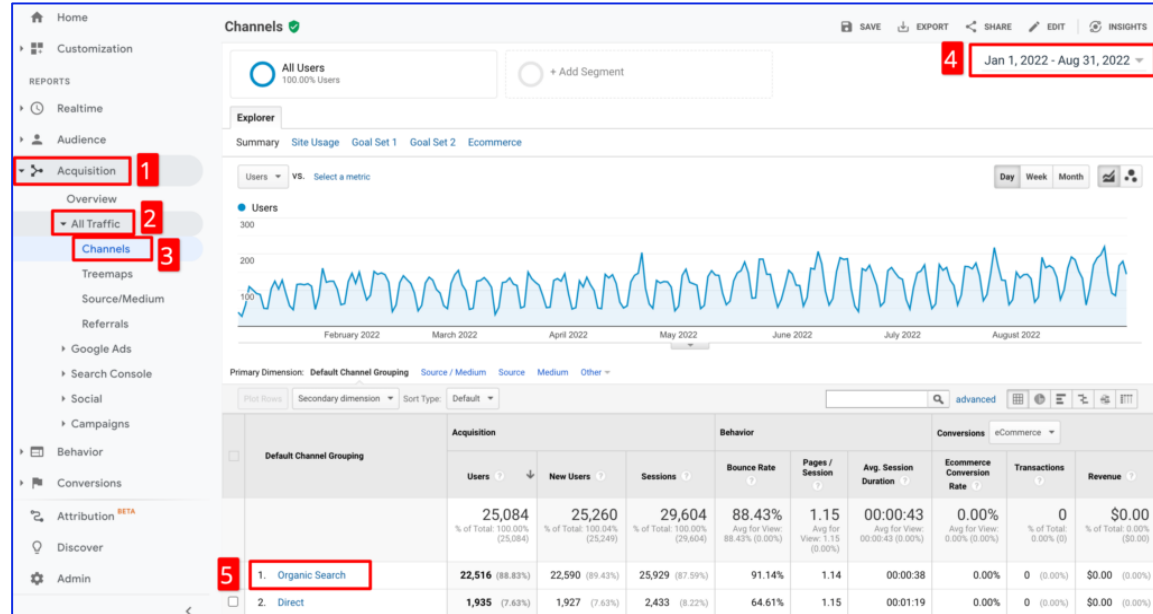 Home
Customization
REPORTS
Realtime
Audience
Acquisition 1
Overview
All Traffic 2
Channels 3
Treemaps
Source/Medium
Referrals
Google Ads
Search Console
Social
Campaigns
Behavior
Conversions
Attribution BETA
Discover
Admin
Channels
SAVE EXPORT SHARE EDIT INSIGHTS
All Users
100.00% Users
+ Add Segment
4 Jan 1, 2022 - Aug 31, 2022
Explorer
Summary Site Usage Goal Set 1 Goal Set 2 Ecommerce
Users VS. Select a metric
Day Week Month
Users
300
200
100
February 2022 March 2022 April 2022 May 2022 June 2022 July 2022 August 2022
Primary Dimension: Default Channel Grouping Source / Medium Source Medium Other
Plot Rows Secondary dimension Sort Type: Default advanced
Acquisition Behavior Conversions eCommerce
Default Channel Grouping
Users ? New Users ? Sessions ? Bounce Rate ? Pages / Session ? Avg. Session Duration ? Ecommerce Conversion Rate ? Transactions ? Revenue ?
25,084 25,260 29,604 88.43% 1.15 00:00:43 0.00% 0 $0.00
% of Total: 100.00% (25,084) % of Total: 100.04% (25,249) % of Total: 100.00% (29,604) Avg for View: 88.43% (0.00%) Avg for View: 1.15 (0.00%) Avg for View: 00:00:43 (0.00%) Avg for View: 0.00% (0.00%) % of Total: 0.00% (0) % of Total: 0.00% ($0.00)
5 1. Organic Search 22,516 (88.83%) 22,590 (89.43%) 25,929 (87.59%) 91.14% 1.14 00:00:38 0.00% 0 (0.00%) $0.00 (0.00%)
2. Direct 1,935 (7.63%) 1,927 (7.63%) 2,433 (8.22%) 64.61% 1.15 00:01:19 0.00% 0 (0.00%) $0.00 (0.00%)